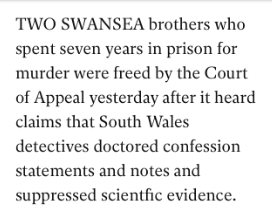 TWO SWANSEA brothers who
spent seven years in prison for
murder were freed by the Court
of Appeal yesterday after it heard
claims that South Wales
detectives doctored confession
statements and notes and
suppressed scientfic evidence.